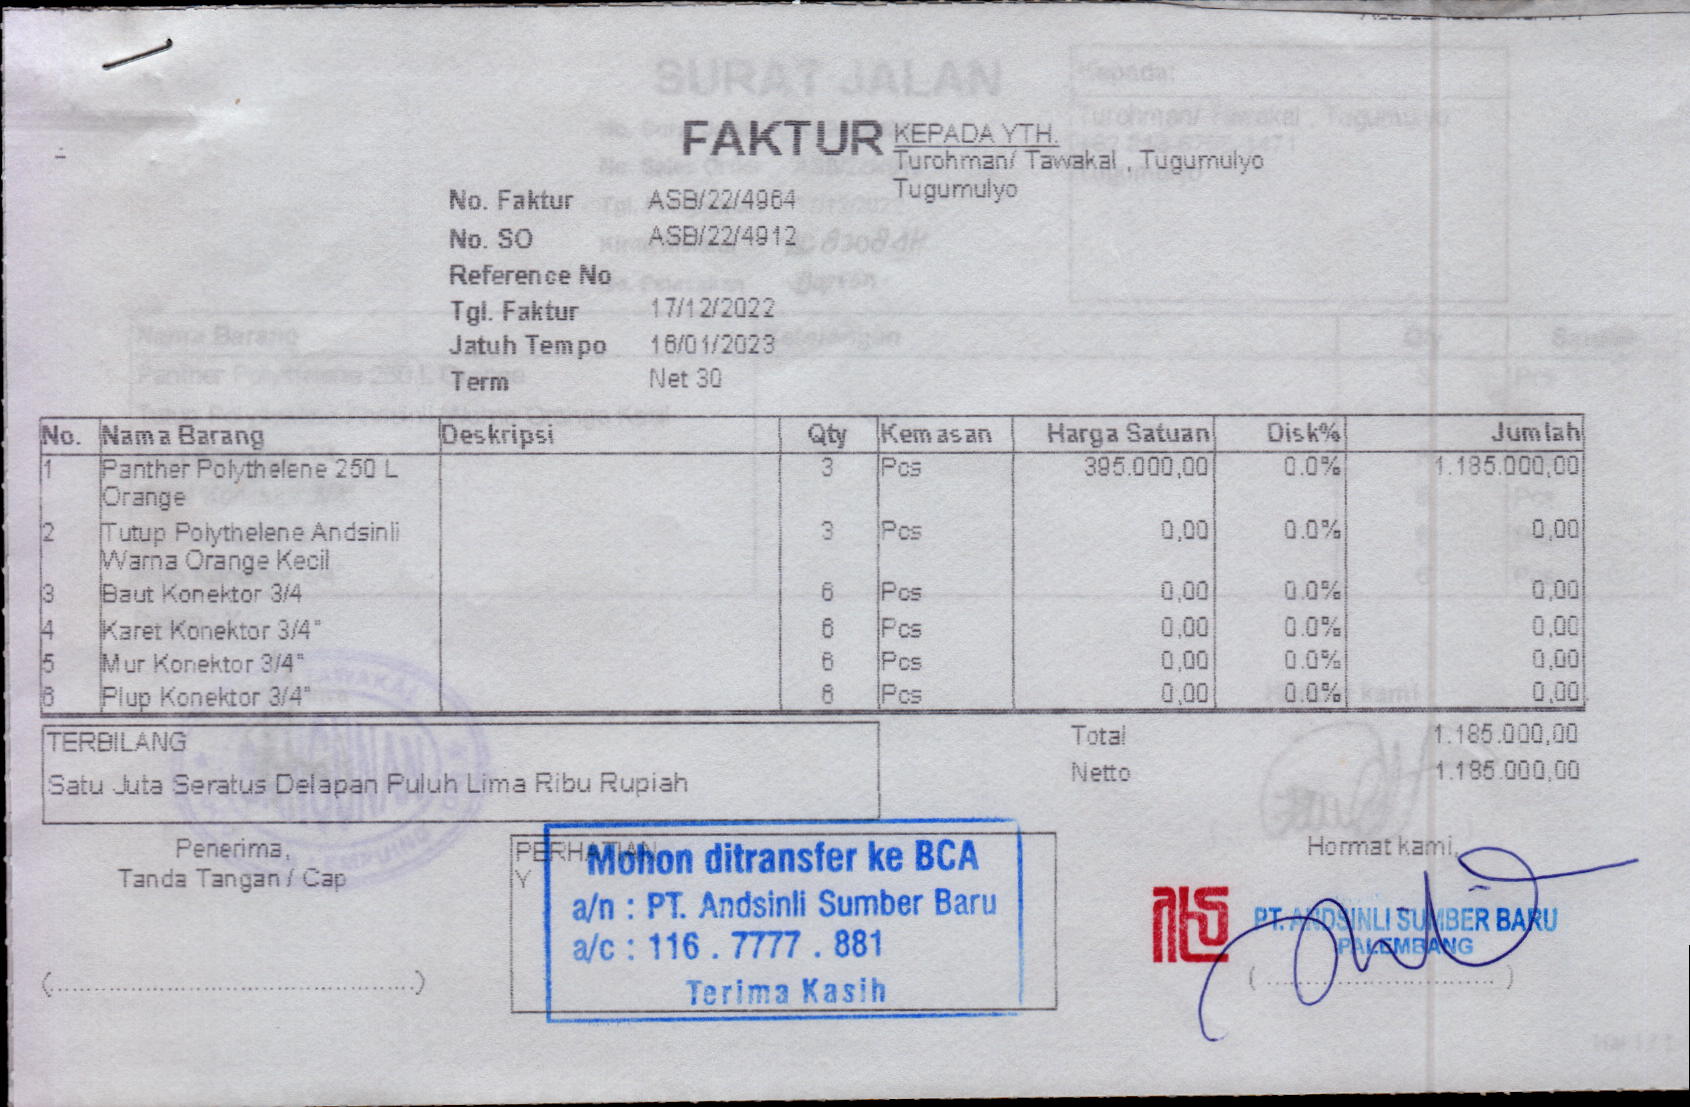 SURAT JALAN
Kepada:
FAKTUR
KEPADA YTH.
Turohman/ Tawakal , Tugumulyo
Tugumulyo
No. Faktur ASB/22/4964
No. SO ASB/22/4912
Reference No
Tgl. Faktur 17/12/2022
Jatuh Tempo 16/01/2023
Term Net 30
No. Nama Barang Deskripsi Qty Kemasan Harga Satuan Disk% Jumlah
1 Panther Polythelene 250 L 3 Pcs 395.000,00 0.0% 1.185.000,00
Orange
2 Tutup Polythelene Andsinli 3 Pcs 0,00 0.0% 0,00
Warna Orange Kecil
3 Baut Konektor 3/4 6 Pcs 0,00 0.0% 0,00
4 Karet Konektor 3/4" 6 Pcs 0,00 0.0% 0,00
5 Mur Konektor 3/4" 6 Pcs 0,00 0.0% 0,00
6 Plup Konektor 3/4" 6 Pcs 0,00 0.0% 0,00
TERBILANG
Satu Juta Seratus Delapan Puluh Lima Ribu Rupiah
Total 1.185.000,00
Netto 1.185.000,00
Penerima,
Tanda Tangan / Cap
(...............................................)
PERHATIAN
Y
Mohon ditransfer ke BCA
a/n : PT. Andsinli Sumber Baru
a/c : 116 . 7777 . 881
Terima Kasih
Hormat kami,
PT. ANDSINLI SUMBER BARU
PALEMBANG
(..............................)